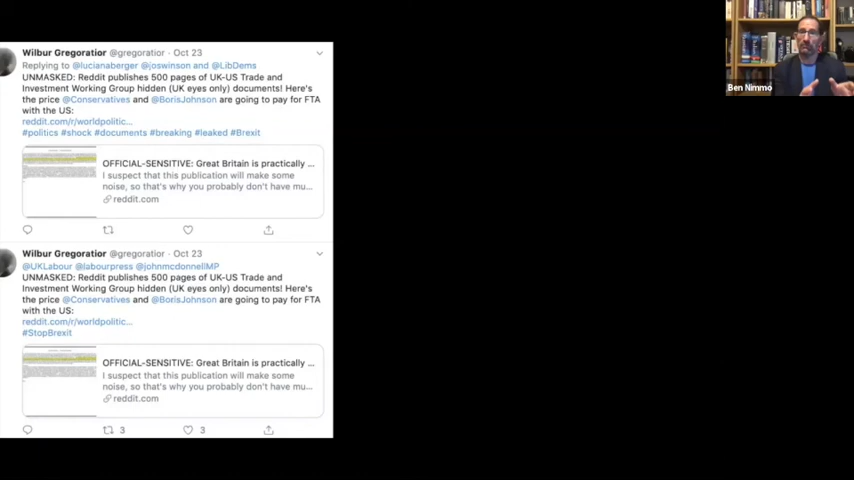 Wilbur Gregoratior @gregoratior · Oct 23
Replying to @lucianaberger @joswinson and @LibDems
UNMASKED: Reddit publishes 500 pages of UK-US Trade and
Investment Working Group hidden (UK eyes only) documents! Here's
the price @Conservatives and @BorisJohnson are going to pay for FTA
with the US:
reddit.com/r/worldpolitic...
#politics #shock #documents #breaking #leaked #Brexit
OFFICIAL-SENSITIVE: Great Britain is practically ...
I suspect that this publication will make some
noise, so that's why you probably don't have mu...
reddit.com
Wilbur Gregoratior @gregoratior · Oct 23
@UKLabour @labourpress @johnmcdonnellMP
UNMASKED: Reddit publishes 500 pages of UK-US Trade and
Investment Working Group hidden (UK eyes only) documents! Here's
the price @Conservatives and @BorisJohnson are going to pay for FTA
with the US:
reddit.com/r/worldpolitic...
#StopBrexit
OFFICIAL-SENSITIVE: Great Britain is practically ...
I suspect that this publication will make some
noise, so that's why you probably don't have mu...
reddit.com
3 3
Ben Nimmo